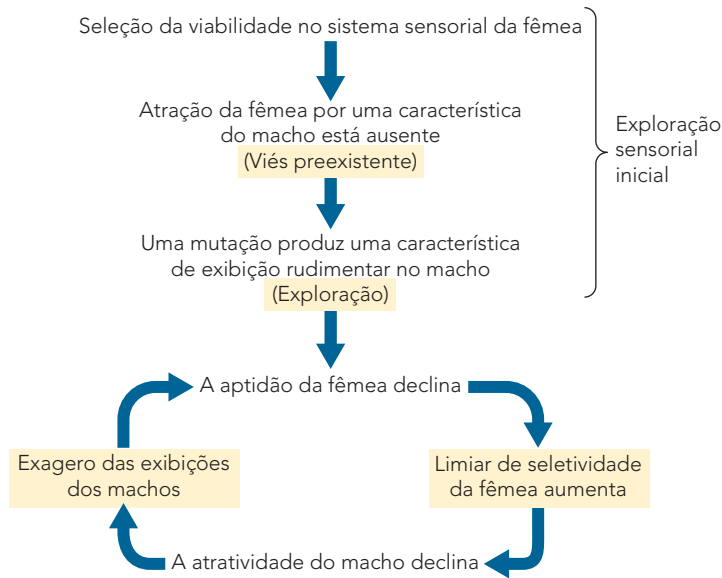 Seleção da viabilidade no sistema sensorial da fêmea
Atração da fêmea por uma característica
do macho está ausente
(Viés preexistente)
Exploração
sensorial
inicial
Uma mutação produz uma característica
de exibição rudimentar no macho
(Exploração)
A aptidão da fêmea declina
Exagero das exibições
dos machos
Limiar de seletividade
da fêmea aumenta
A atratividade do macho declina